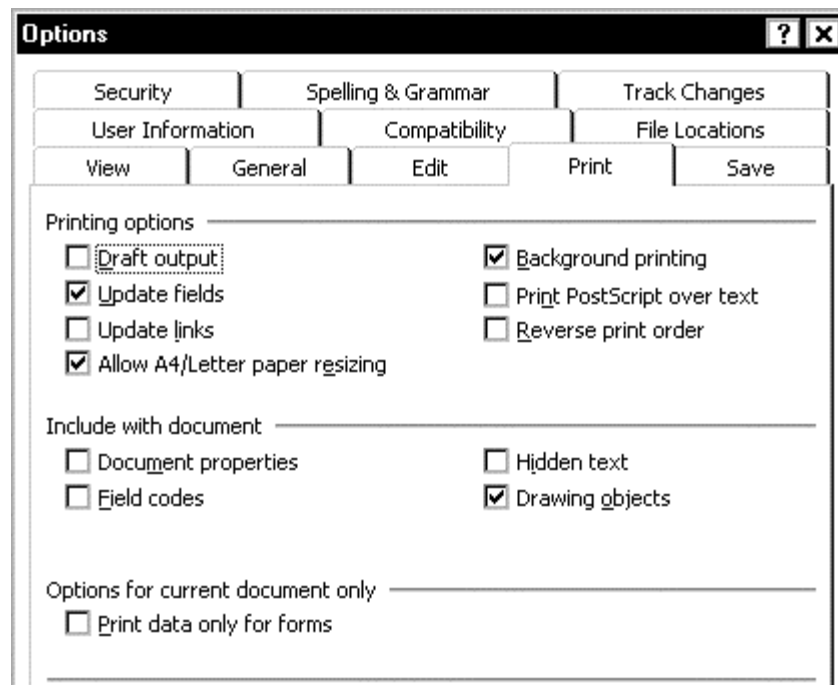 Options ? X
Security Spelling & Grammar Track Changes
User Information Compatibility File Locations
View General Edit Print Save
Printing options
Draft output Background printing
Update fields Print PostScript over text
Update links Reverse print order
Allow A4/Letter paper resizing
Include with document
Document properties Hidden text
Field codes Drawing objects
Options for current document only
Print data only for forms